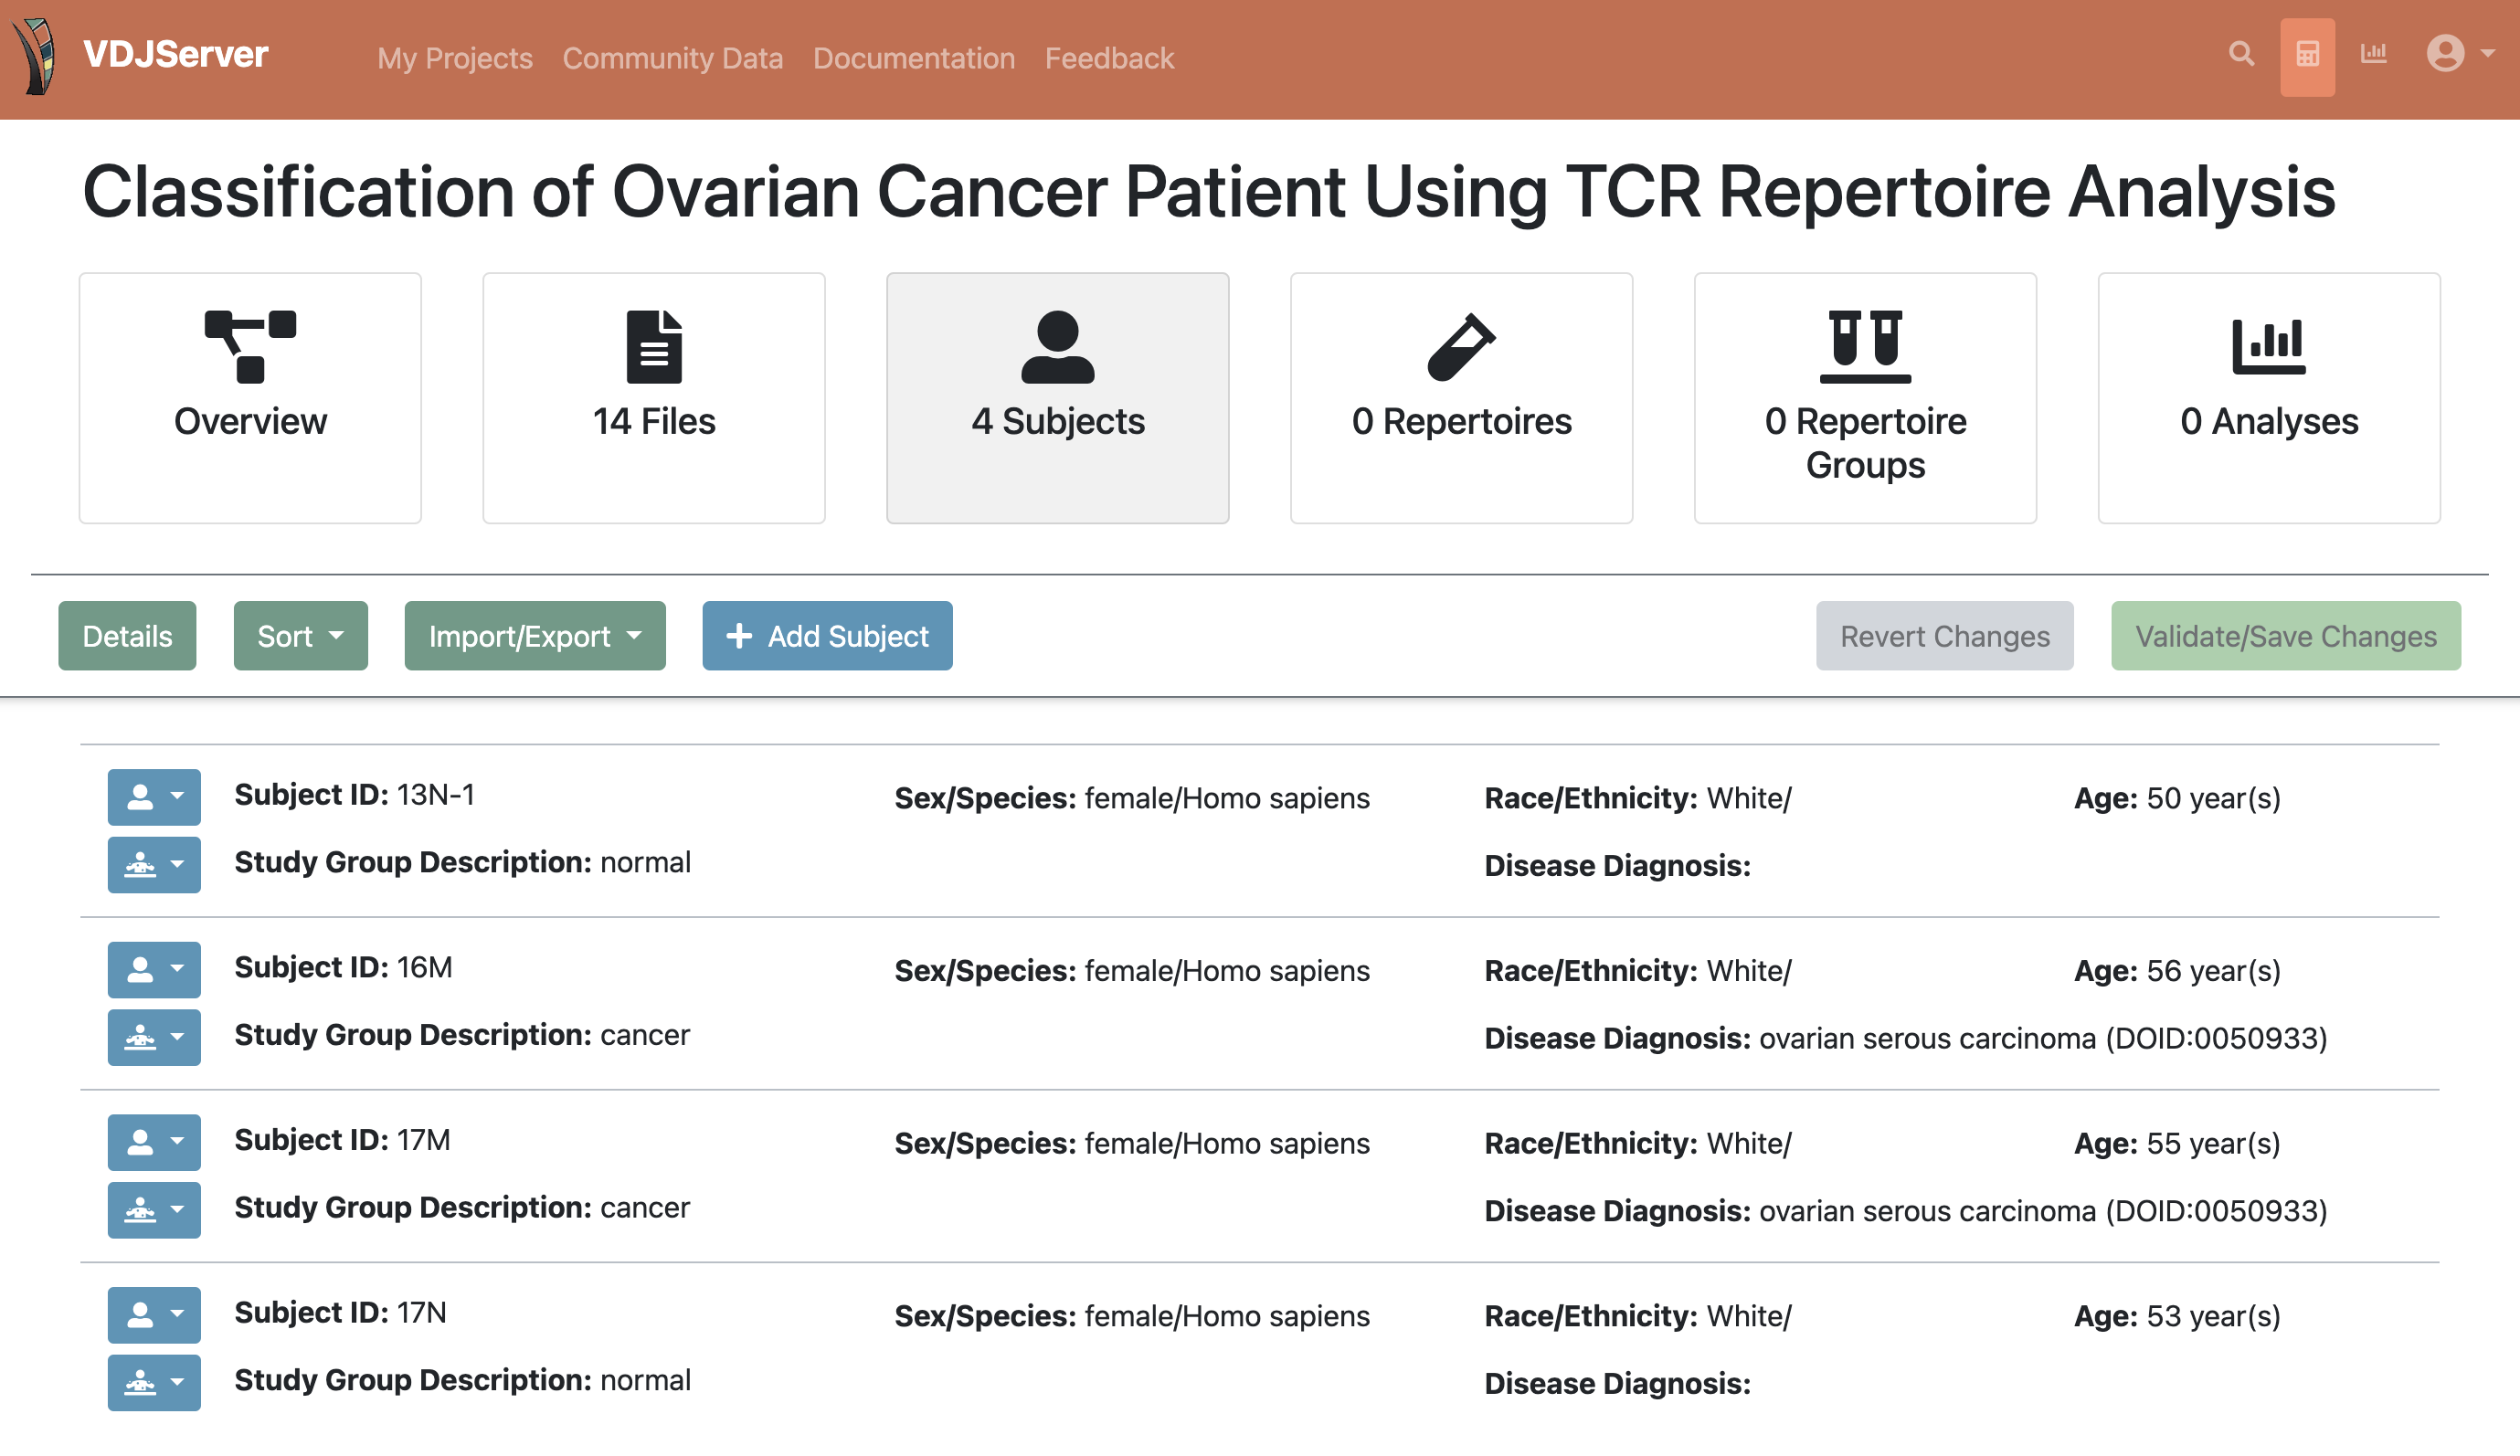 VDJServer My Projects Community Data Documentation Feedback
Classification of Ovarian Cancer Patient Using TCR Repertoire Analysis
Overview 14 Files 4 Subjects 0 Repertoires 0 Repertoire Groups 0 Analyses
Details Sort Import/Export + Add Subject Revert Changes Validate/Save Changes
Subject ID: 13N-1 Sex/Species: female/Homo sapiens Race/Ethnicity: White/ Age: 50 year(s)
Study Group Description: normal Disease Diagnosis:
Subject ID: 16M Sex/Species: female/Homo sapiens Race/Ethnicity: White/ Age: 56 year(s)
Study Group Description: cancer Disease Diagnosis: ovarian serous carcinoma (DOID:0050933)
Subject ID: 17M Sex/Species: female/Homo sapiens Race/Ethnicity: White/ Age: 55 year(s)
Study Group Description: cancer Disease Diagnosis: ovarian serous carcinoma (DOID:0050933)
Subject ID: 17N Sex/Species: female/Homo sapiens Race/Ethnicity: White/ Age: 53 year(s)
Study Group Description: normal Disease Diagnosis: